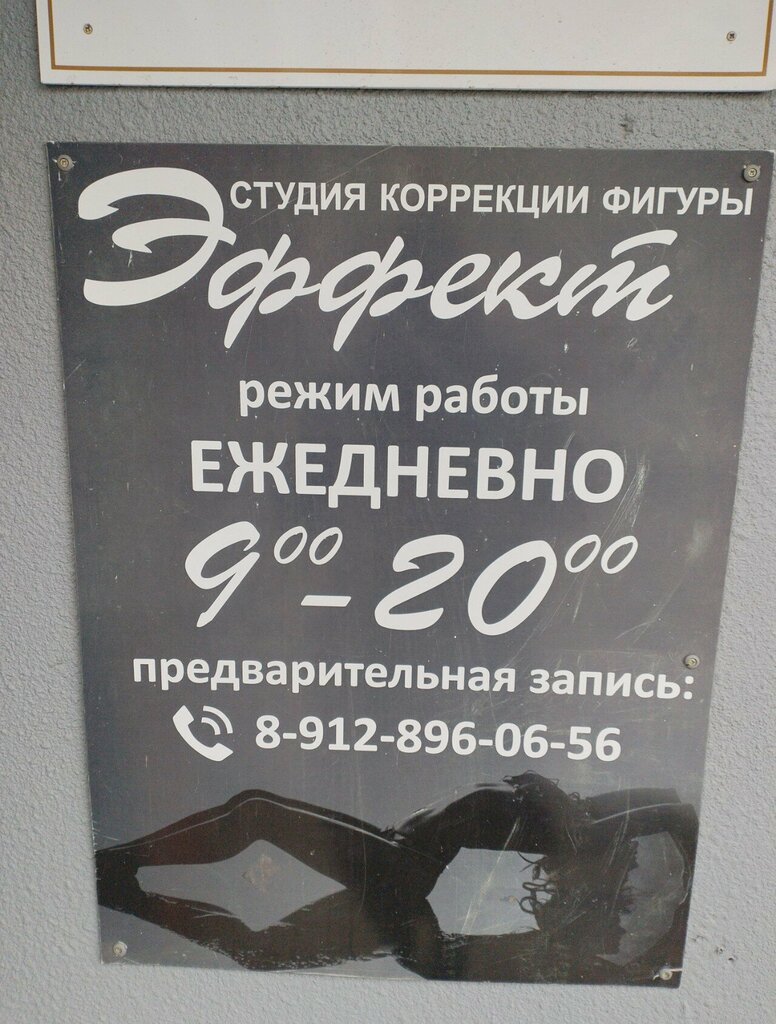 СТУДИЯ КОРРЕКЦИИ ФИГУРЫ
Эффект
режим работы
ЕЖЕДНЕВНО
9⁰⁰-20⁰⁰
предварительная запись:
8-912-896-06-56